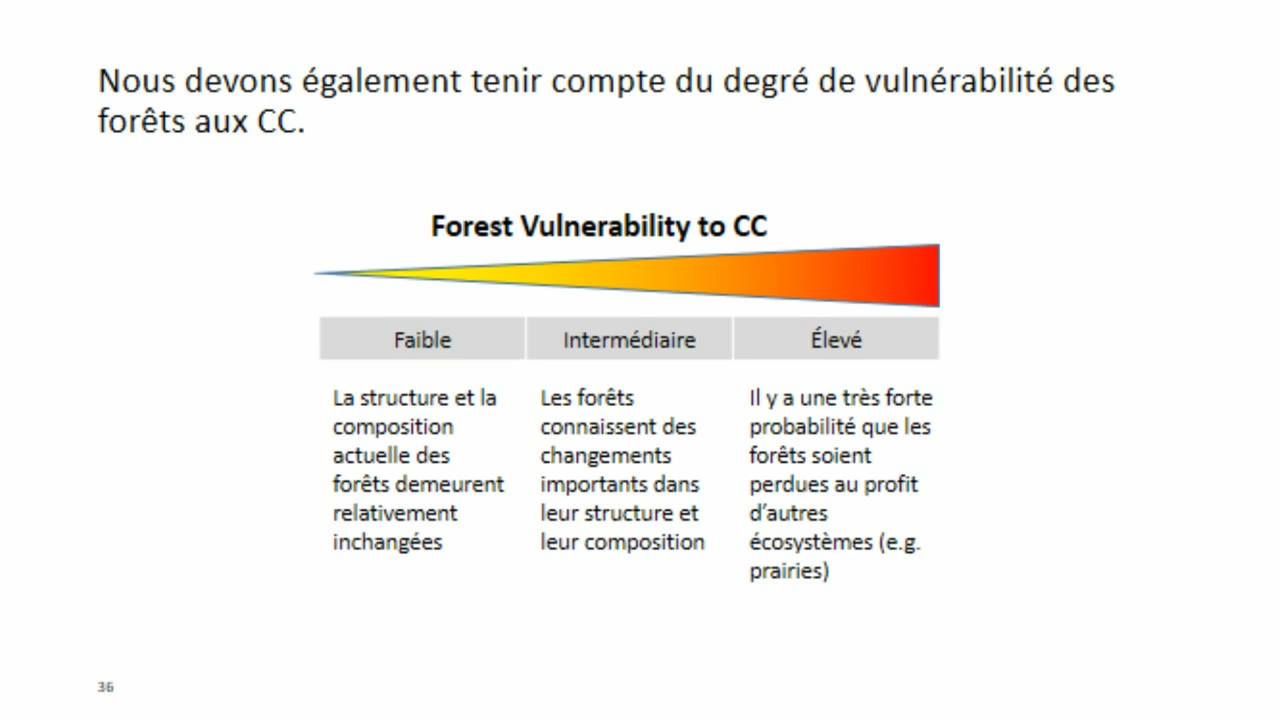 Nous devons également tenir compte du degré de vulnérabilité des
forêts aux CC.
Forest Vulnerability to CC
Faible
Intermédiaire
Élevé
La structure et la
composition
actuelle des
forêts demeurent
relativement
inchangées
Les forêts
connaissent des
changements
importants dans
leur structure et
leur composition
Il y a une très forte
probabilité que les
forêts soient
perdues au profit
d’autres
écosystèmes (e.g.
prairies)
36